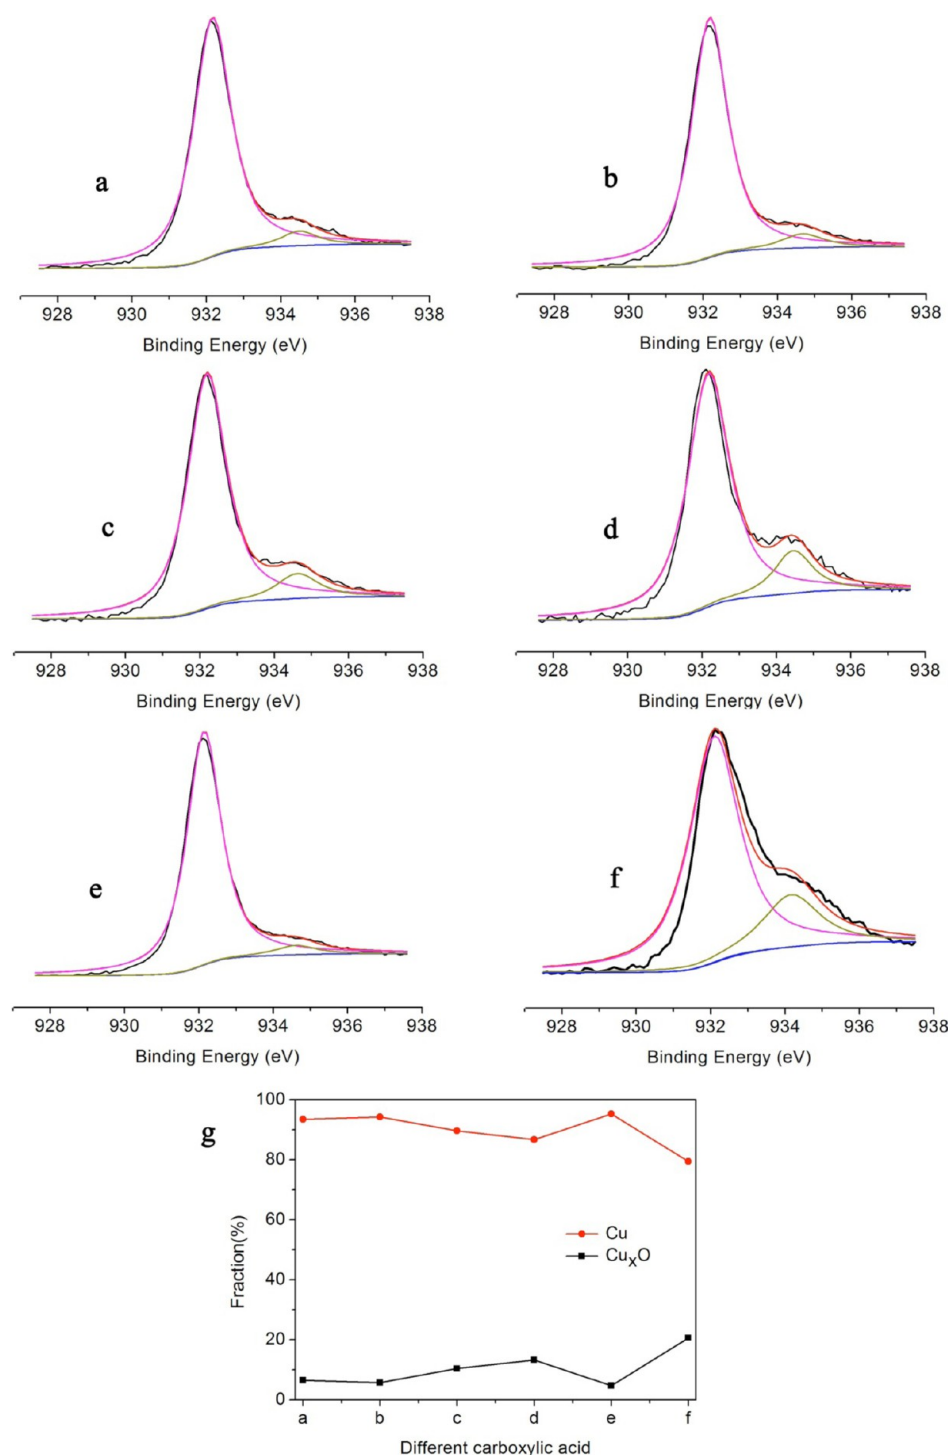 a
928 930 932 934 936 938
Binding Energy (eV)
b
928 930 932 934 936 938
Binding Energy (eV)
c
928 930 932 934 936 938
Binding Energy (eV)
d
928 930 932 934 936 938
Binding Energy (eV)
e
928 930 932 934 936 938
Binding Energy (eV)
f
928 930 932 934 936 938
Binding Energy (eV)
g
100
80
60
40
20
0
Fraction(%)
Cu
CuXO
a b c d e f
Different carboxylic acid